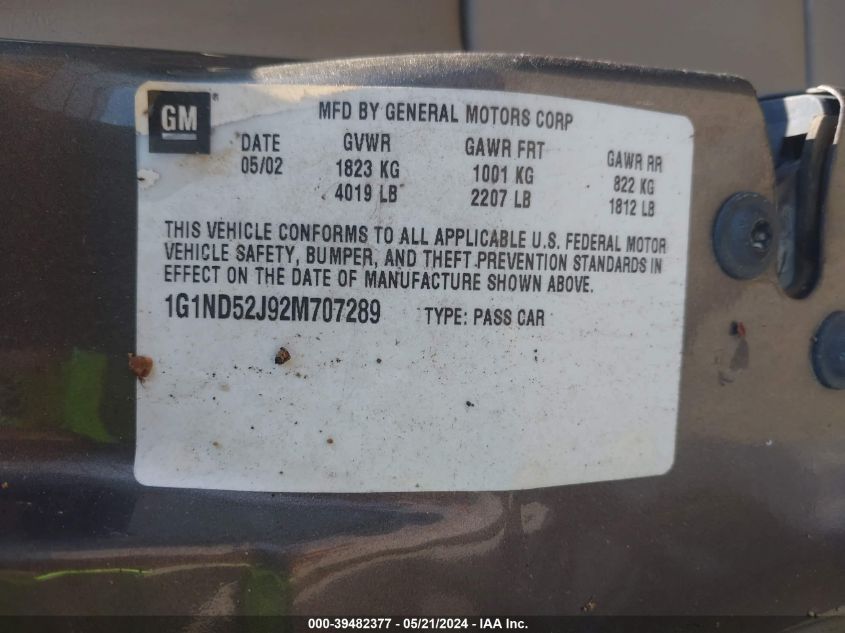 GM
MFD BY GENERAL MOTORS CORP
DATE GVWR GAWR FRT GAWR RR
05/02 1823 KG 1001 KG 822 KG
4019 LB 2207 LB 1812 LB
THIS VEHICLE CONFORMS TO ALL APPLICABLE U.S. FEDERAL MOTOR
VEHICLE SAFETY, BUMPER, AND THEFT PREVENTION STANDARDS IN
EFFECT ON THE DATE OF MANUFACTURE SHOWN ABOVE.
1G1ND52J92M707289 TYPE: PASS CAR
000-39482377 - 05/21/2024 - IAA Inc.